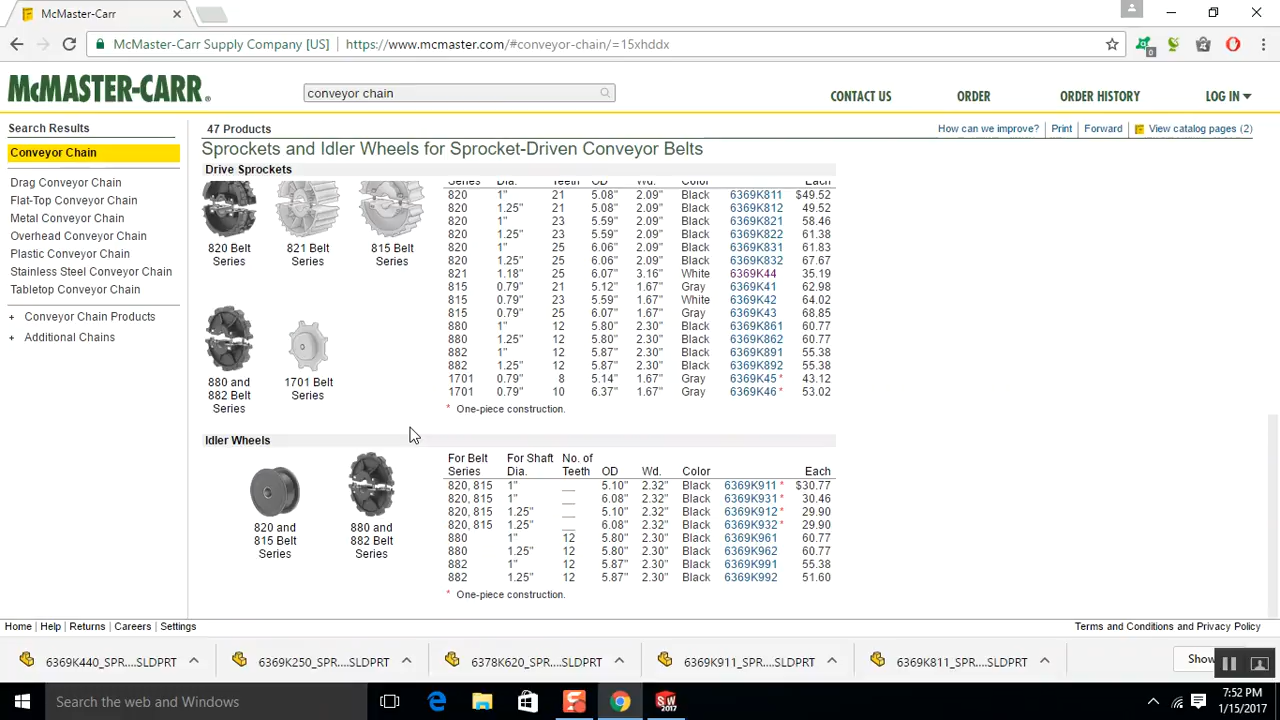 McMaster-Carr
McMaster-Carr Supply Company [US] https://www.mcmaster.com/#conveyor-chain/=15xhddx
0
McMASTER-CARR®
conveyor chain
CONTACT US ORDER ORDER HISTORY LOG IN
Search Results
Conveyor Chain
Drag Conveyor Chain
Flat-Top Conveyor Chain
Metal Conveyor Chain
Overhead Conveyor Chain
Plastic Conveyor Chain
Stainless Steel Conveyor Chain
Tabletop Conveyor Chain
+ Conveyor Chain Products
+ Additional Chains
47 Products
How can we improve? Print Forward View catalog pages (2)
Sprockets and Idler Wheels for Sprocket-Driven Conveyor Belts
Drive Sprockets
820 Belt Series
821 Belt Series
815 Belt Series
880 and 882 Belt Series
1701 Belt Series
Series Dia. Teeth OD Wd. Color Each
820 1" 21 5.08" 2.09" Black 6369K811 $49.52
820 1.25" 21 5.08" 2.09" Black 6369K812 49.52
820 1" 23 5.59" 2.09" Black 6369K821 58.46
820 1.25" 23 5.59" 2.09" Black 6369K822 61.38
820 1" 25 6.06" 2.09" Black 6369K831 61.83
820 1.25" 25 6.06" 2.09" Black 6369K832 67.67
821 1.18" 25 6.07" 3.16" White 6369K44 35.19
815 0.79" 21 5.12" 1.67" Gray 6369K41 62.98
815 0.79" 23 5.59" 1.67" White 6369K42 64.02
815 0.79" 25 6.07" 1.67" Gray 6369K43 68.85
880 1" 12 5.80" 2.30" Black 6369K861 60.77
880 1.25" 12 5.80" 2.30" Black 6369K862 60.77
882 1" 12 5.87" 2.30" Black 6369K891 55.38
882 1.25" 12 5.87" 2.30" Black 6369K892 55.38
1701 0.79" 8 5.14" 1.67" Gray 6369K45 * 43.12
1701 0.79" 10 6.37" 1.67" Gray 6369K46 * 53.02
* One-piece construction.
Idler Wheels
820 and 815 Belt Series
880 and 882 Belt Series
For Belt For Shaft No. of
Series Dia. Teeth OD Wd. Color Each
820, 815 1" __ 5.10" 2.32" Black 6369K911 * $30.77
820, 815 1" __ 6.08" 2.32" Black 6369K931 * 30.46
820, 815 1.25" __ 5.10" 2.32" Black 6369K912 * 29.90
820, 815 1.25" __ 6.08" 2.32" Black 6369K932 * 29.90
880 1" 12 5.80" 2.30" Black 6369K961 60.77
880 1.25" 12 5.80" 2.30" Black 6369K962 60.77
882 1" 12 5.87" 2.30" Black 6369K991 55.38
882 1.25" 12 5.87" 2.30" Black 6369K992 51.60
* One-piece construction.
Home | Help | Returns | Careers | Settings
Terms and Conditions and Privacy Policy
6369K440_SPR....SLDPRT 6369K250_SPR....SLDPRT 6378K620_SPR....SLDPRT 6369K911_SPR....SLDPRT 6369K811_SPR....SLDPRT Show
Search the web and Windows
SW
2017
7:52 PM
1/15/2017